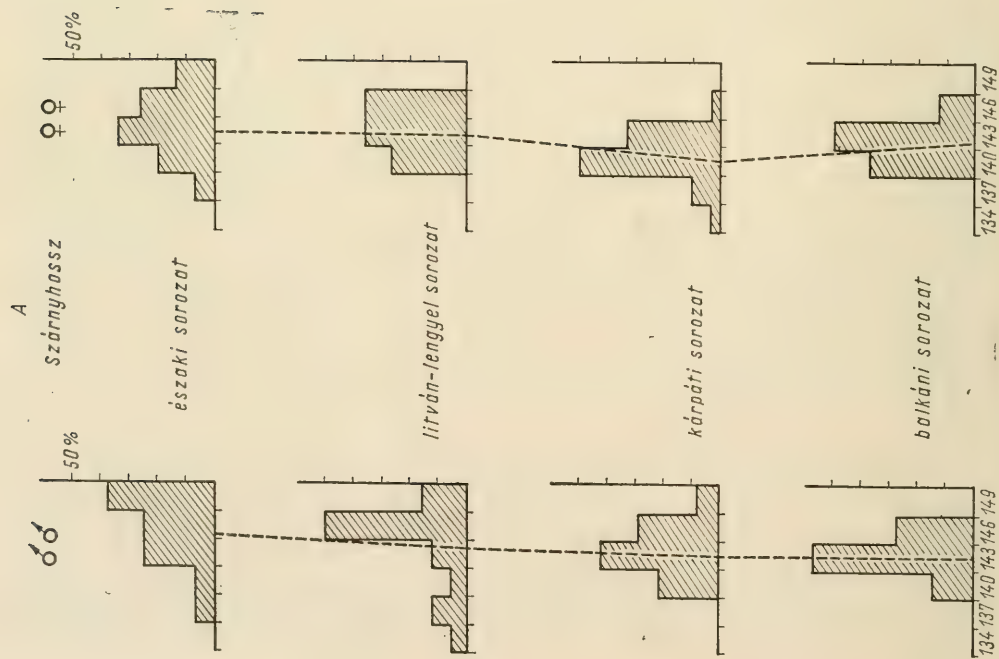 A
Szárnyhossz
♂♂
♀♀
50%
50%
északi sorozat
litván-lengyel sorozat
kárpáti sorozat
balkáni sorozat
134 137 140 143 146 149
134 137 140 143 146 149